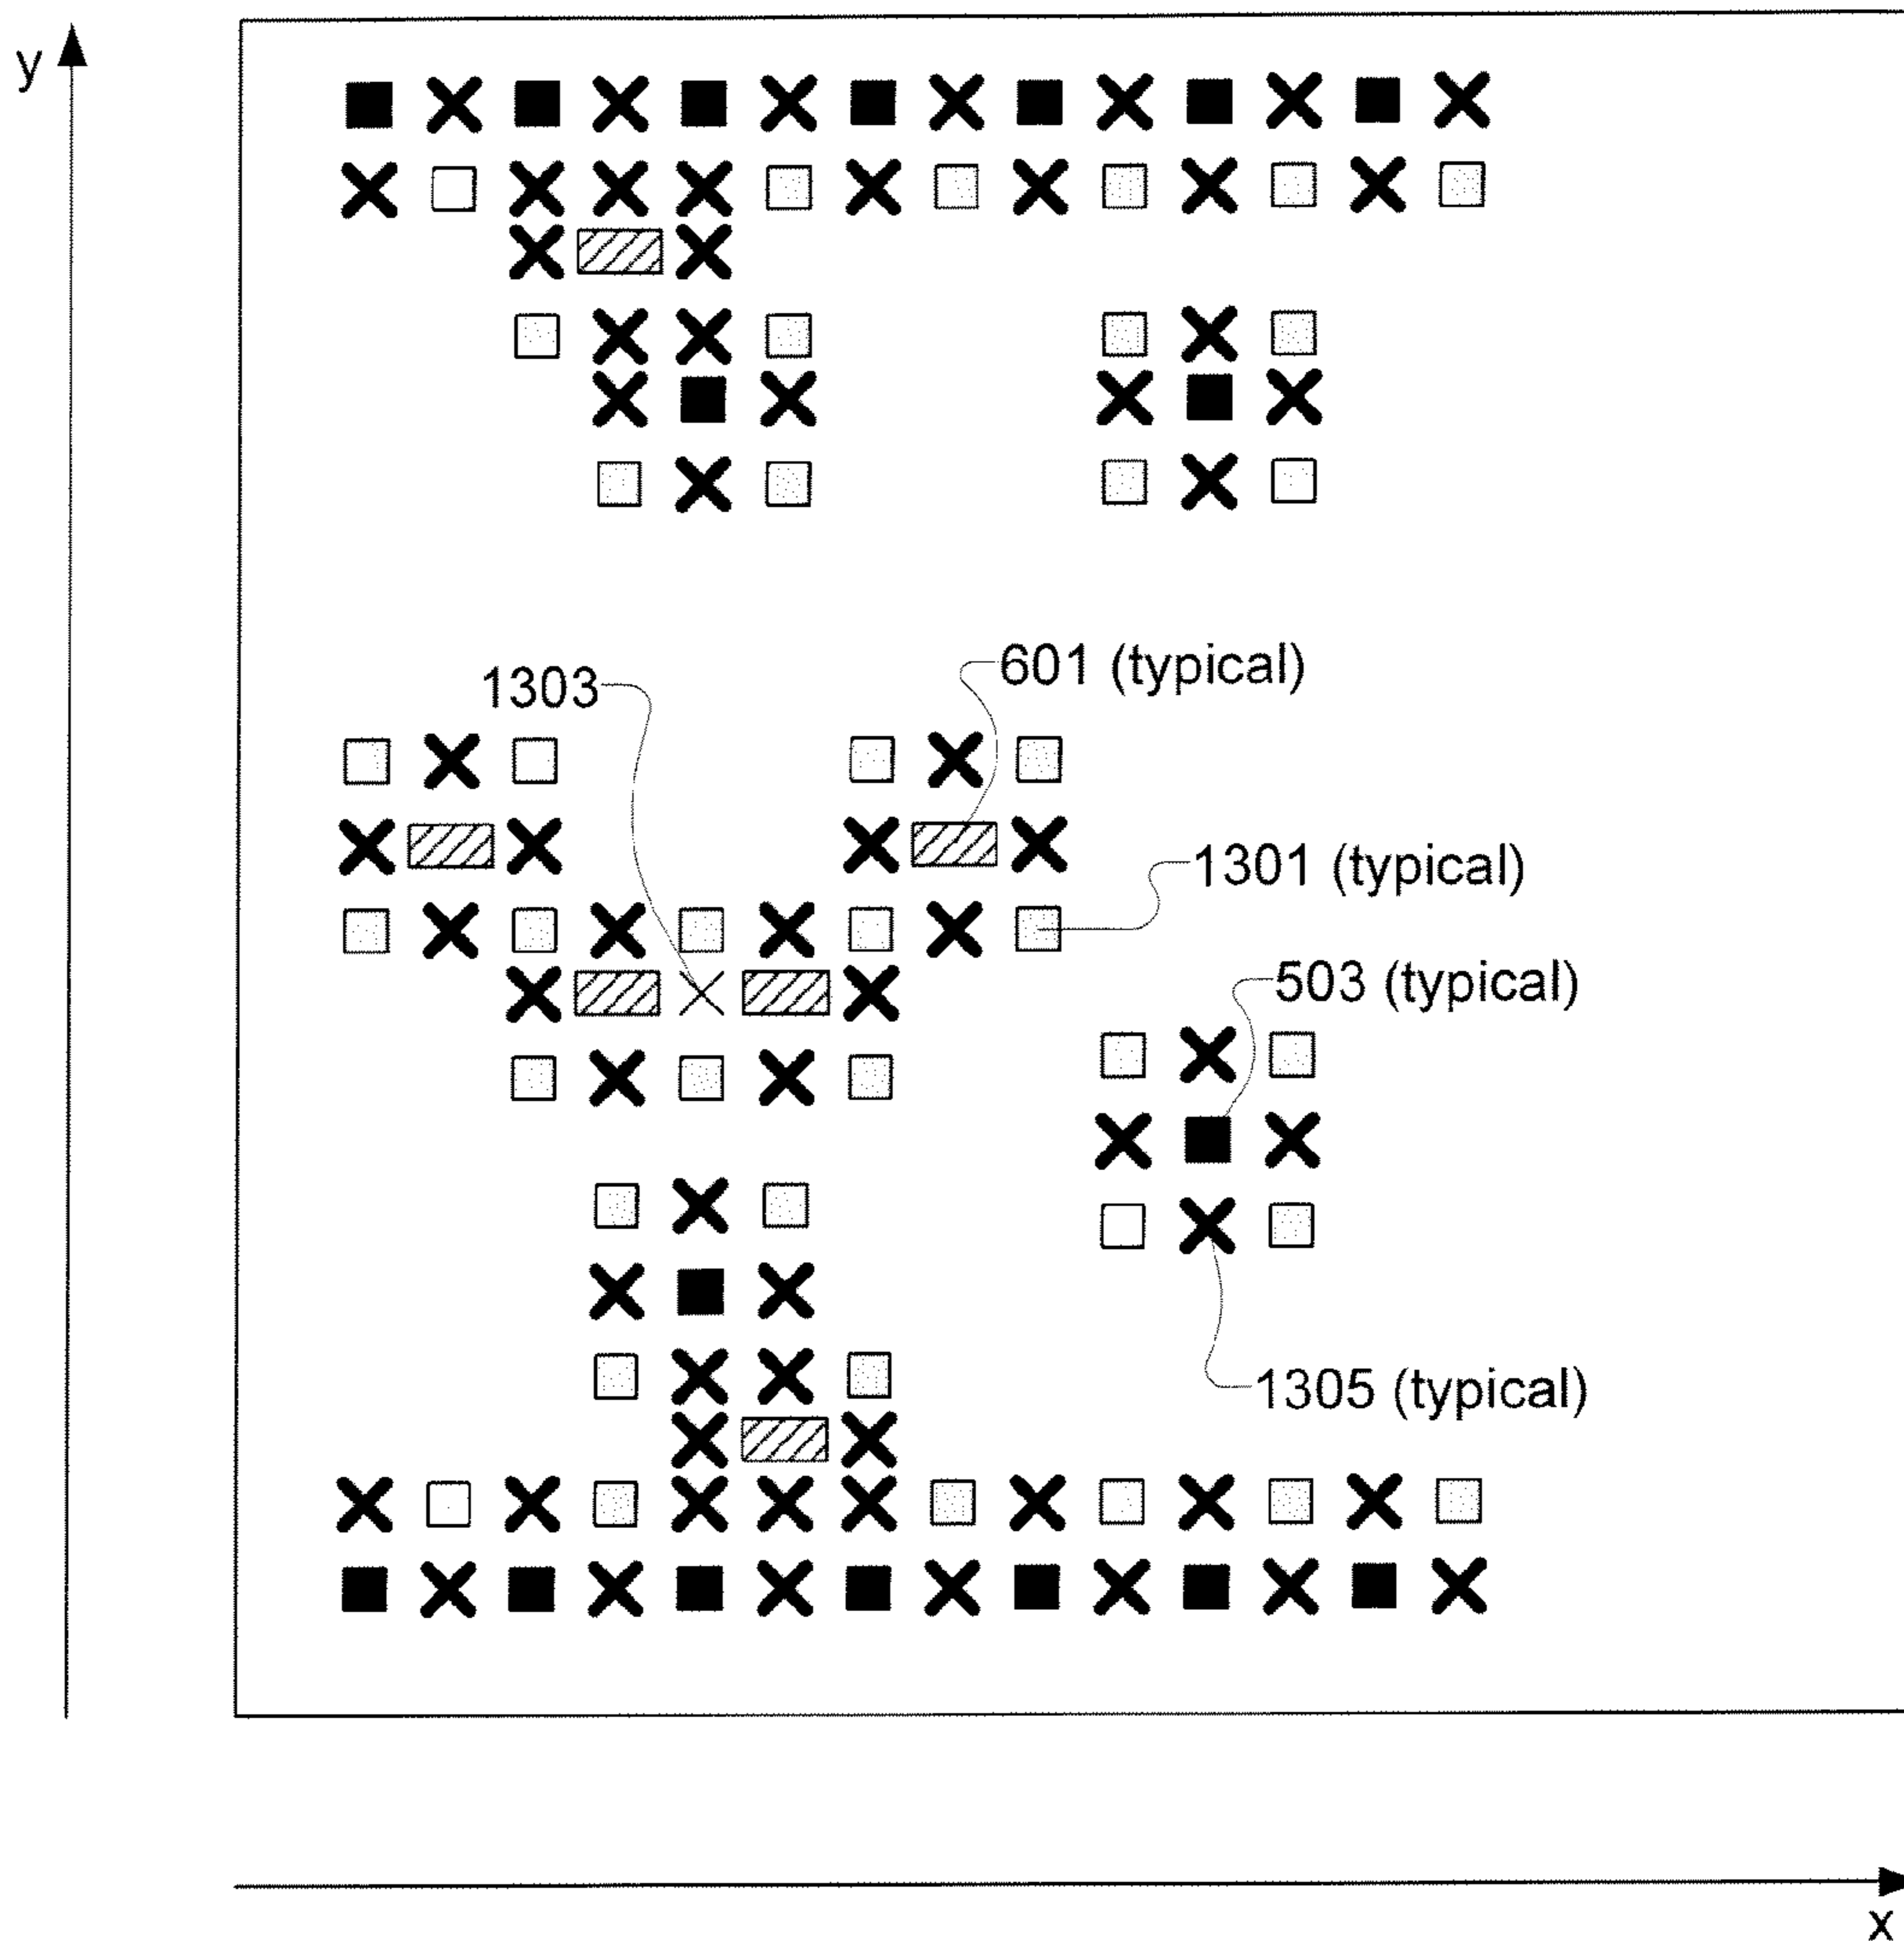 y
1303
601 (typical)
1301 (typical)
503 (typical)
1305 (typical)
x